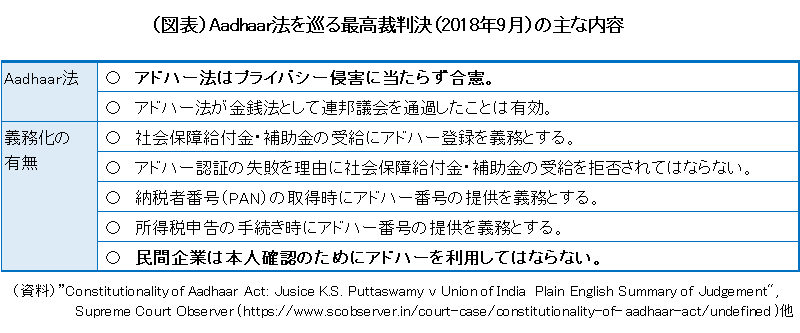 （図表）Aadhaar法を巡る最高裁判決（2018年9月）の主な内容
Aadhaar法
○ アドハー法はプライバシー侵害に当たらず合憲。
○ アドハー法が金銭法として連邦議会を通過したことは有効。
義務化の
有無
○ 社会保障給付金・補助金の受給にアドハー登録を義務とする。
○ アドハー認証の失敗を理由に社会保障給付金・補助金の受給を拒否されてはならない。
○ 納税者番号（PAN）の取得時にアドハー番号の提供を義務とする。
○ 所得税申告の手続き時にアドハー番号の提供を義務とする。
○ 民間企業は本人確認のためにアドハーを利用してはならない。
（資料）”Constitutionality of Aadhaar Act: Jusice K.S. Puttaswamy v Union of India Plain English Summary of Judgement“,
Supreme Court Observer（https://www.scobserver.in/court-case/constitutionality-of-aadhaar-act/undefined）他